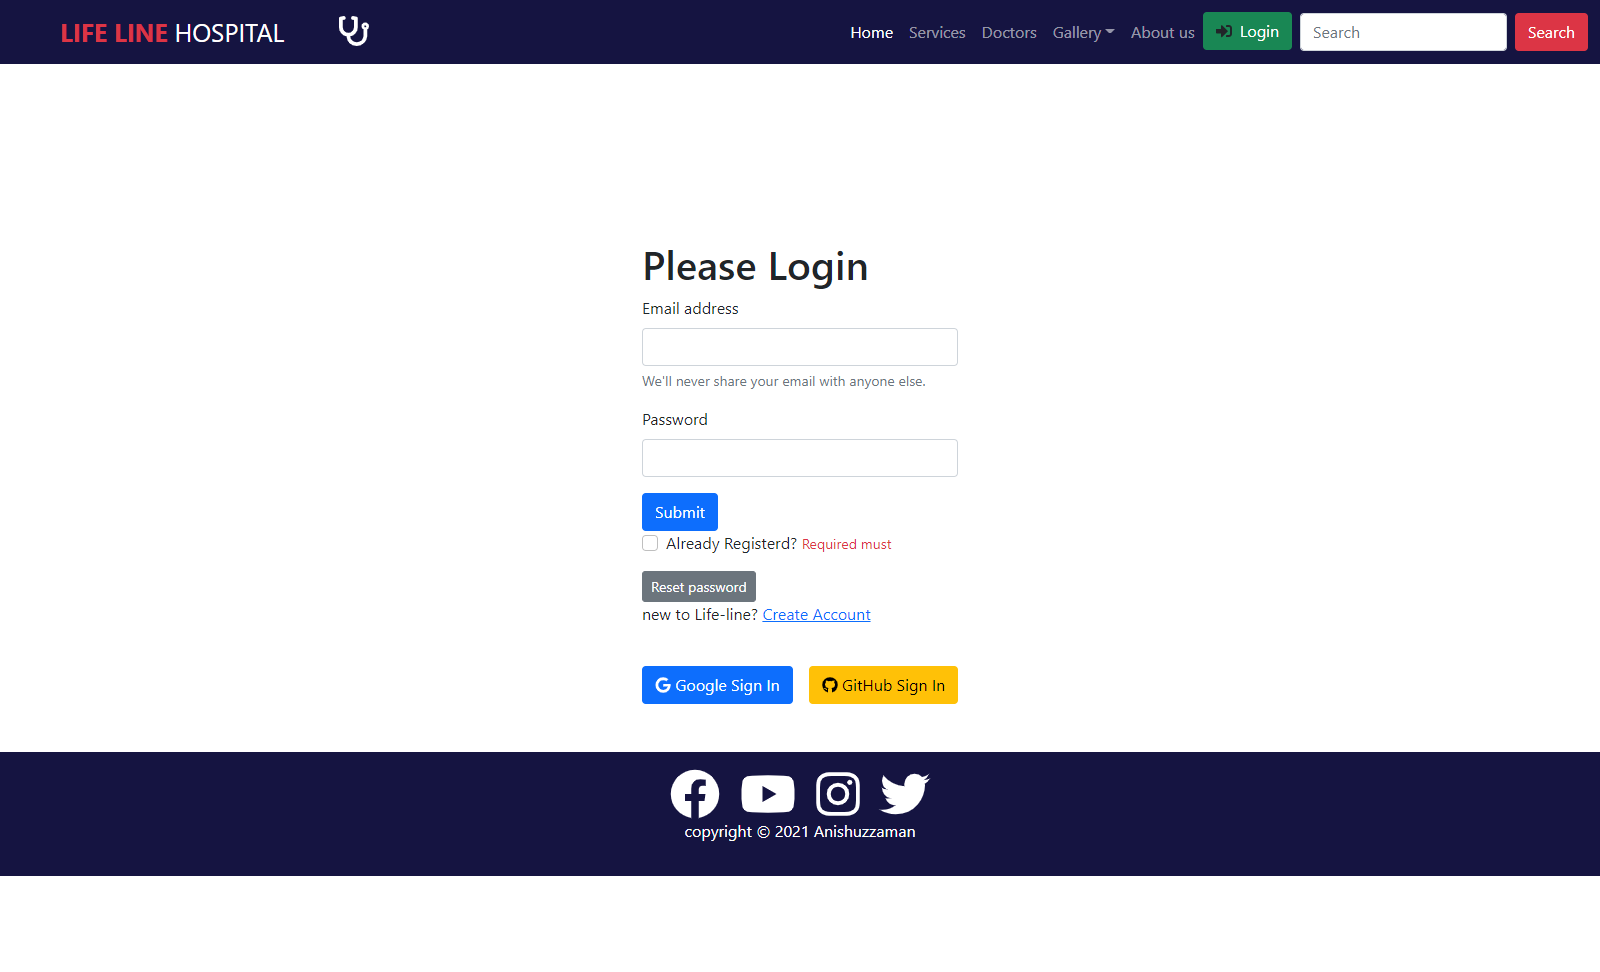 LIFE LINE HOSPITAL
Home Services Doctors Gallery About us Login Search Search
Please Login
Email address
We'll never share your email with anyone else.
Password
Submit
Already Registerd? Required must
Reset password
new to Life-line? Create Account
Google Sign In GitHub Sign In
copyright © 2021 Anishuzzaman